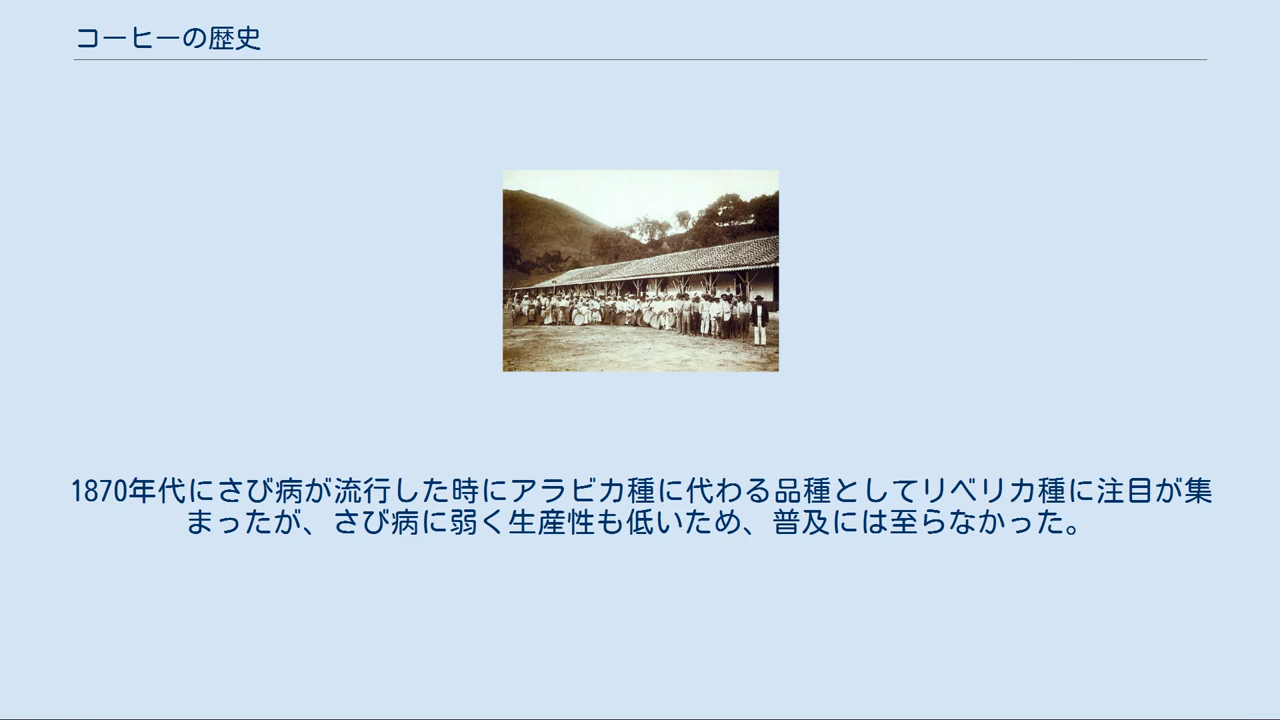 コーヒーの歴史
1870年代にさび病が流行した時にアラビカ種に代わる品種としてリベリカ種に注目が集
まったが、さび病に弱く生産性も低いため、普及には至らなかった。